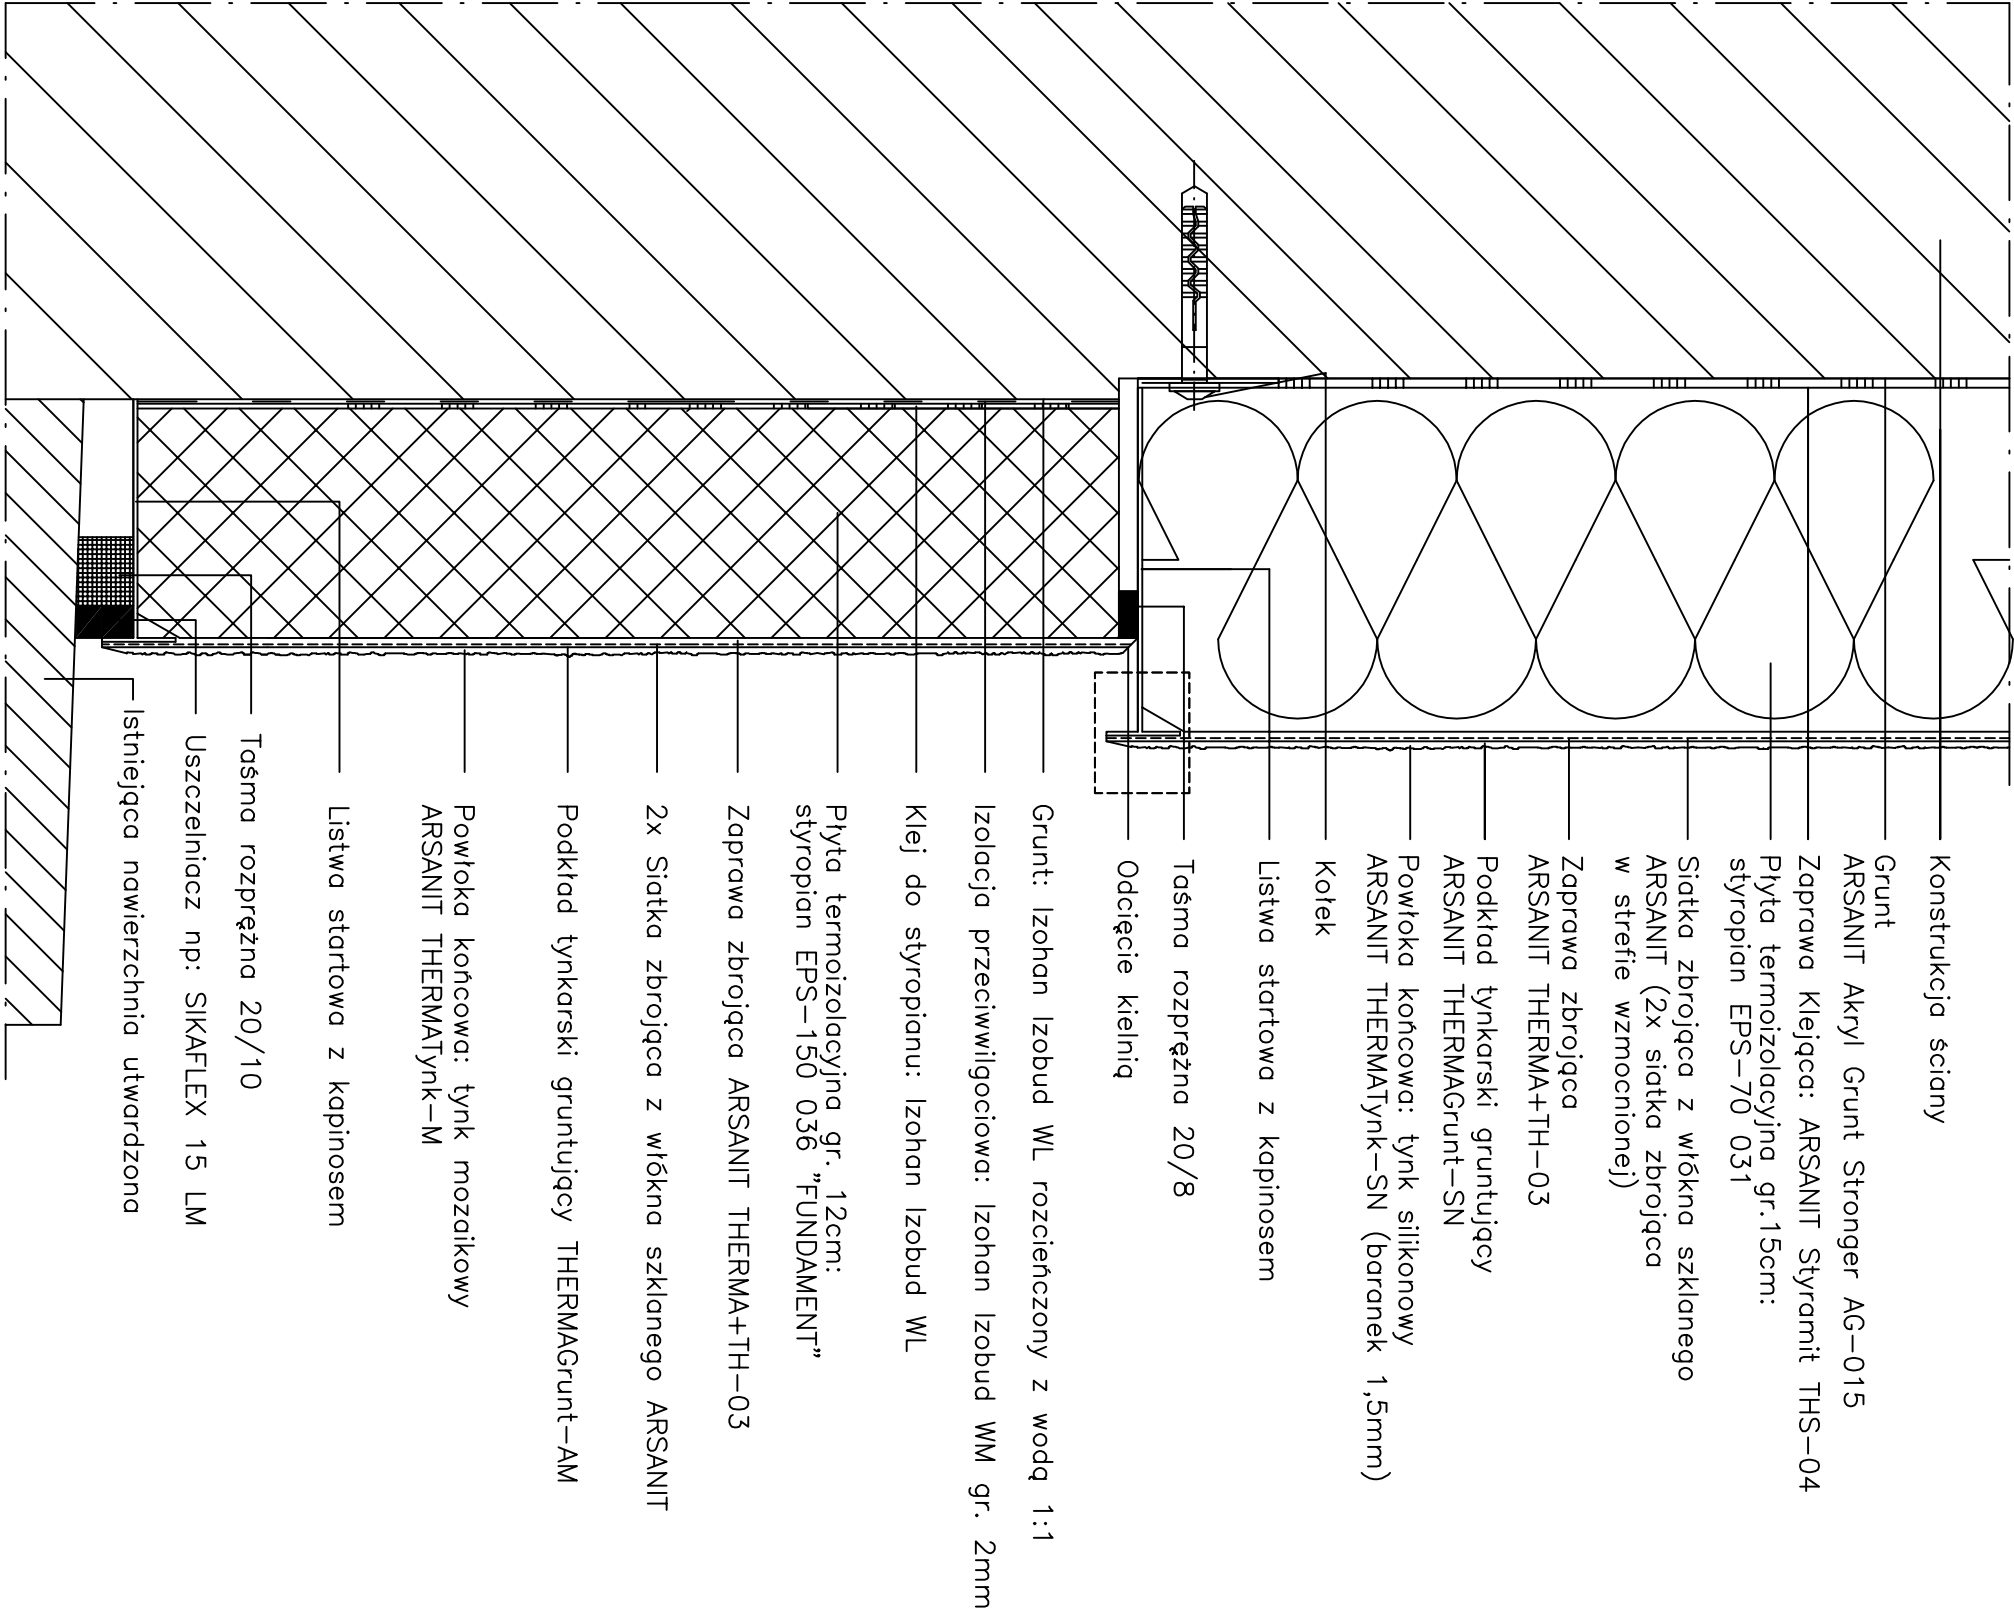 Konstrukcja ściany
Grunt
ARSANIT Akryl Grunt Stronger AG-015
Zaprawa Klejąca: ARSANIT Styramit THS-04
Płyta termoizolacyjna gr.15cm:
styropian EPS-70 031
Siatka zbrojąca z włókna szklanego
ARSANIT (2x siatka zbrojąca
w strefie wzmocnionej)
Zaprawa zbrojąca
ARSANIT THERMA+TH-03
Podkład tynkarski gruntujący
ARSANIT THERMAGrunt-SN
Powłoka końcowa: tynk silikonowy
ARSANIT THERMATynk-SN (baranek 1,5mm)
Kołek
Listwa startowa z kapinosem
Taśma rozprężna 20/8
Odcięcie kielnią
Grunt: Izohan Izobud WL rozcieńczony z wodą 1:1
Izolacja przeciwwilgociowa: Izohan Izobud WM gr. 2mm
Klej do styropianu: Izohan Izobud WL
Płyta termoizolacyjna gr. 12cm:
styropian EPS-150 036 „FUNDAMENT”
Zaprawa zbrojąca ARSANIT THERMA+TH-03
2x Siatka zbrojąca z włókna szklanego ARSANIT
Podkład tynkarski gruntujący THERMAGrunt-AM
Powłoka końcowa: tynk mozaikowy
ARSANIT THERMATynk-M
Listwa startowa z kapinosem
Taśma rozprężna 20/10
Uszczelniacz np: SIKAFLEX 15 LM
Istniejąca nawierzchnia utwardzona